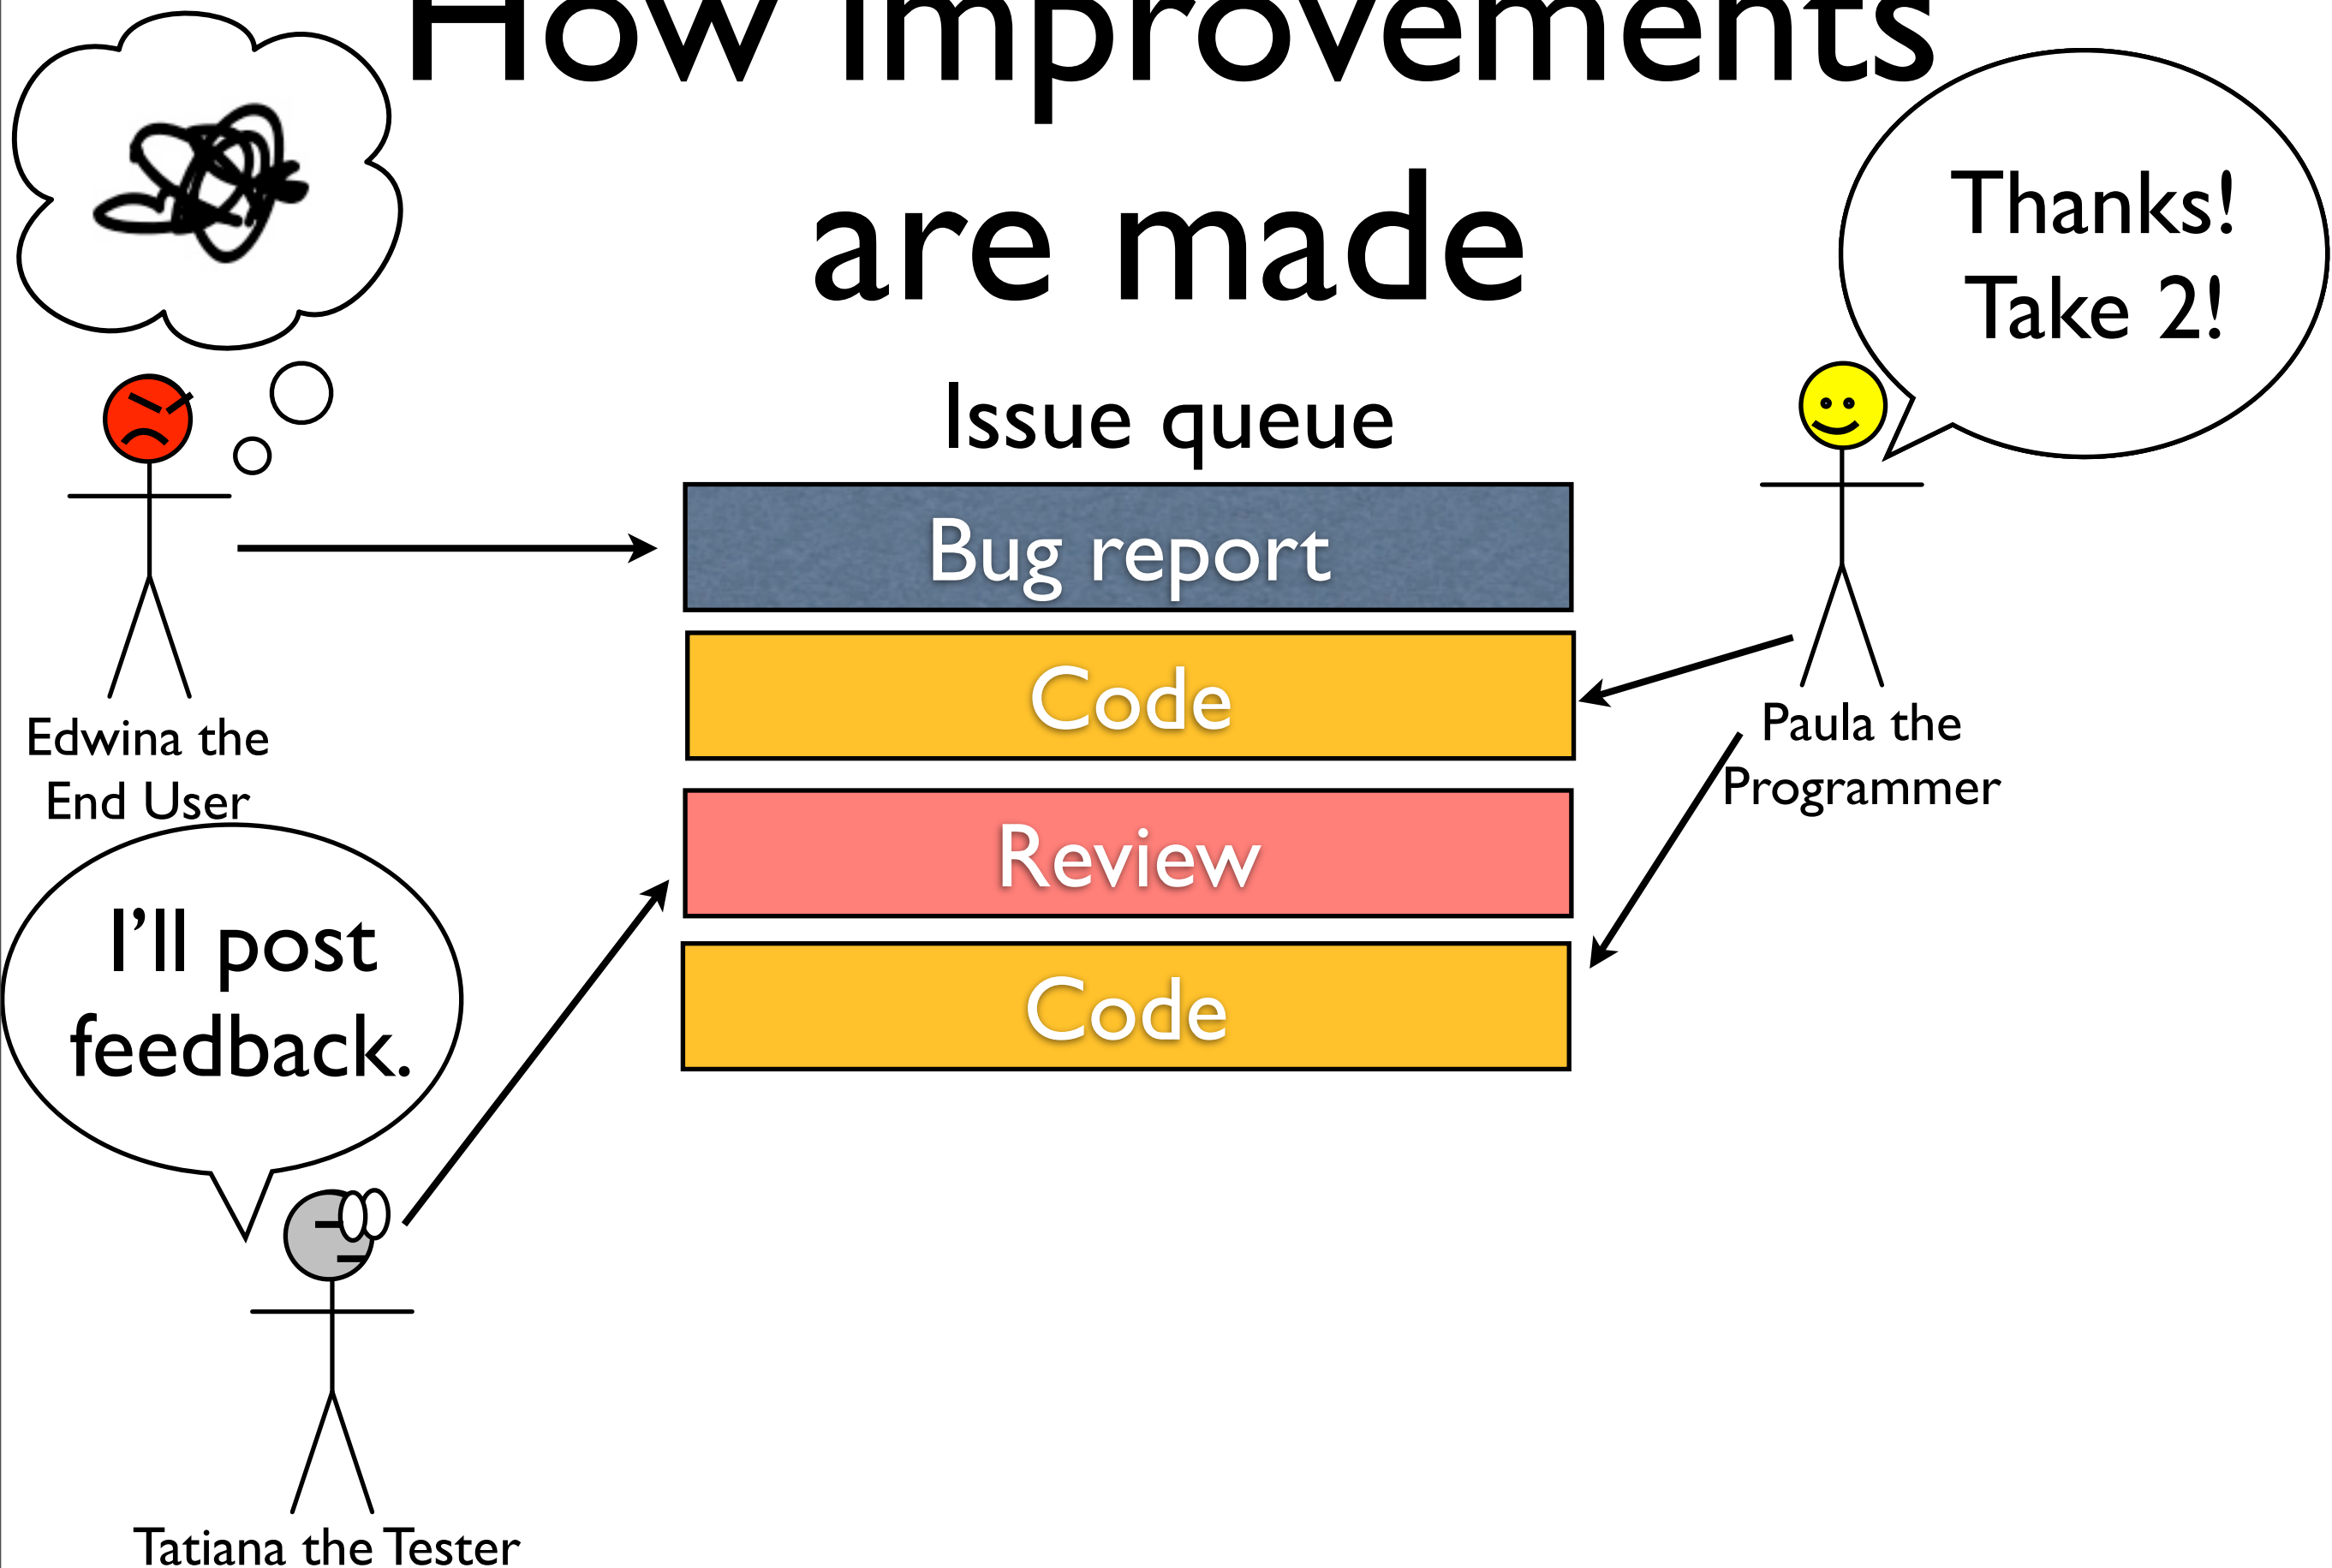 How improvements
are made
Thanks!
Take 2!
Issue queue
Bug report
Code
Review
Code
Edwina the
End User
Paula the
Programmer
I'll post
feedback.
Tatiana the Tester